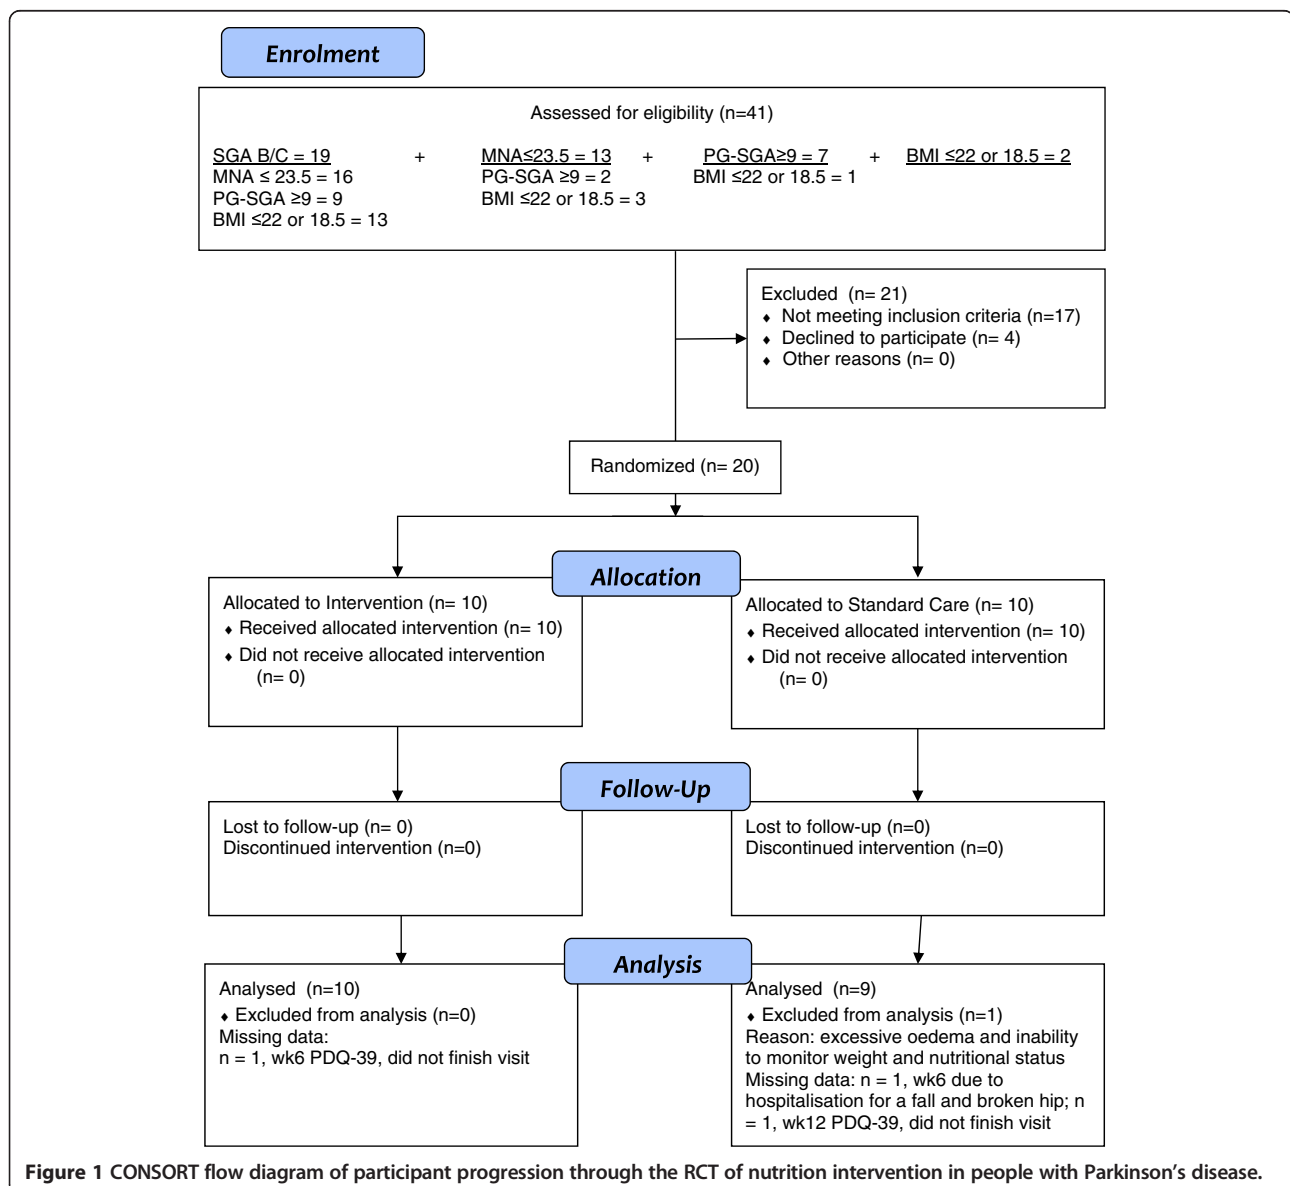 Enrolment
Assessed for eligibility (n=41)
SGA B/C = 19 + MNA≤23.5 = 13 + PG-SGA≥9 = 7 + BMI ≤22 or 18.5 = 2
MNA ≤ 23.5 = 16 PG-SGA ≥9 = 2 BMI ≤22 or 18.5 = 1
PG-SGA ≥9 = 9 BMI ≤22 or 18.5 = 3
BMI ≤22 or 18.5 = 13
Excluded (n= 21)
♦ Not meeting inclusion criteria (n=17)
♦ Declined to participate (n= 4)
♦ Other reasons (n= 0)
Randomized (n= 20)
Allocation
Allocated to Intervention (n= 10)
♦ Received allocated intervention (n= 10)
♦ Did not receive allocated intervention
(n= 0)
Allocated to Standard Care (n= 10)
♦ Received allocated intervention (n= 10)
♦ Did not receive allocated intervention
(n= 0)
Follow-Up
Lost to follow-up (n= 0)
Discontinued intervention (n=0)
Lost to follow-up (n=0)
Discontinued intervention (n=0)
Analysis
Analysed (n=10)
♦ Excluded from analysis (n=0)
Missing data:
n = 1, wk6 PDQ-39, did not finish visit
Analysed (n=9)
♦ Excluded from analysis (n=1)
Reason: excessive oedema and inability
to monitor weight and nutritional status
Missing data: n = 1, wk6 due to
hospitalisation for a fall and broken hip; n
= 1, wk12 PDQ-39, did not finish visit
Figure 1 CONSORT flow diagram of participant progression through the RCT of nutrition intervention in people with Parkinson's disease.